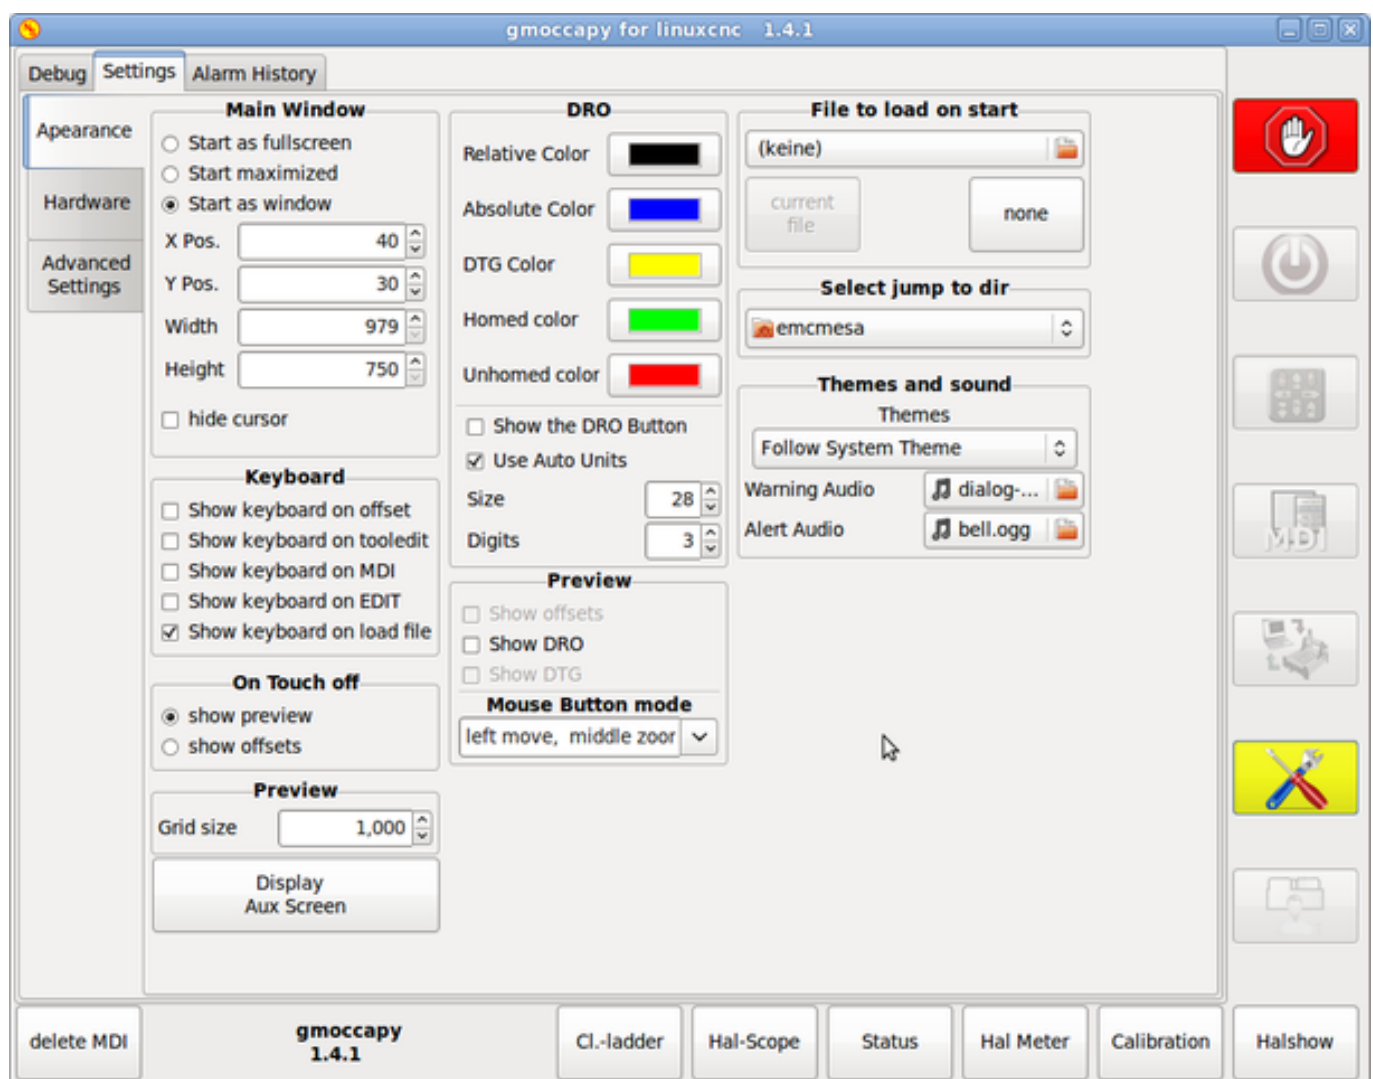 gmoccapy for linuxcnc 1.4.1
Debug
Settings
Alarm History
Apearance
Hardware
Advanced
Settings
Main Window
Start as fullscreen
Start maximized
Start as window
X Pos. 40
Y Pos. 30
Width 979
Height 750
hide cursor
Keyboard
Show keyboard on offset
Show keyboard on tooledit
Show keyboard on MDI
Show keyboard on EDIT
Show keyboard on load file
On Touch off
show preview
show offsets
Preview
Grid size 1,000
Display
Aux Screen
DRO
Relative Color
Absolute Color
DTG Color
Homed color
Unhomed color
Show the DRO Button
Use Auto Units
Size 28
Digits 3
Preview
Show offsets
Show DRO
Show DTG
Mouse Button mode
left move, middle zoor
File to load on start
(keine)
current
file
none
Select jump to dir
emcmesa
Themes and sound
Themes
Follow System Theme
Warning Audio dialog-...
Alert Audio bell.ogg
MDI
delete MDI
gmoccapy
1.4.1
Cl.-ladder
Hal-Scope
Status
Hal Meter
Calibration
Halshow